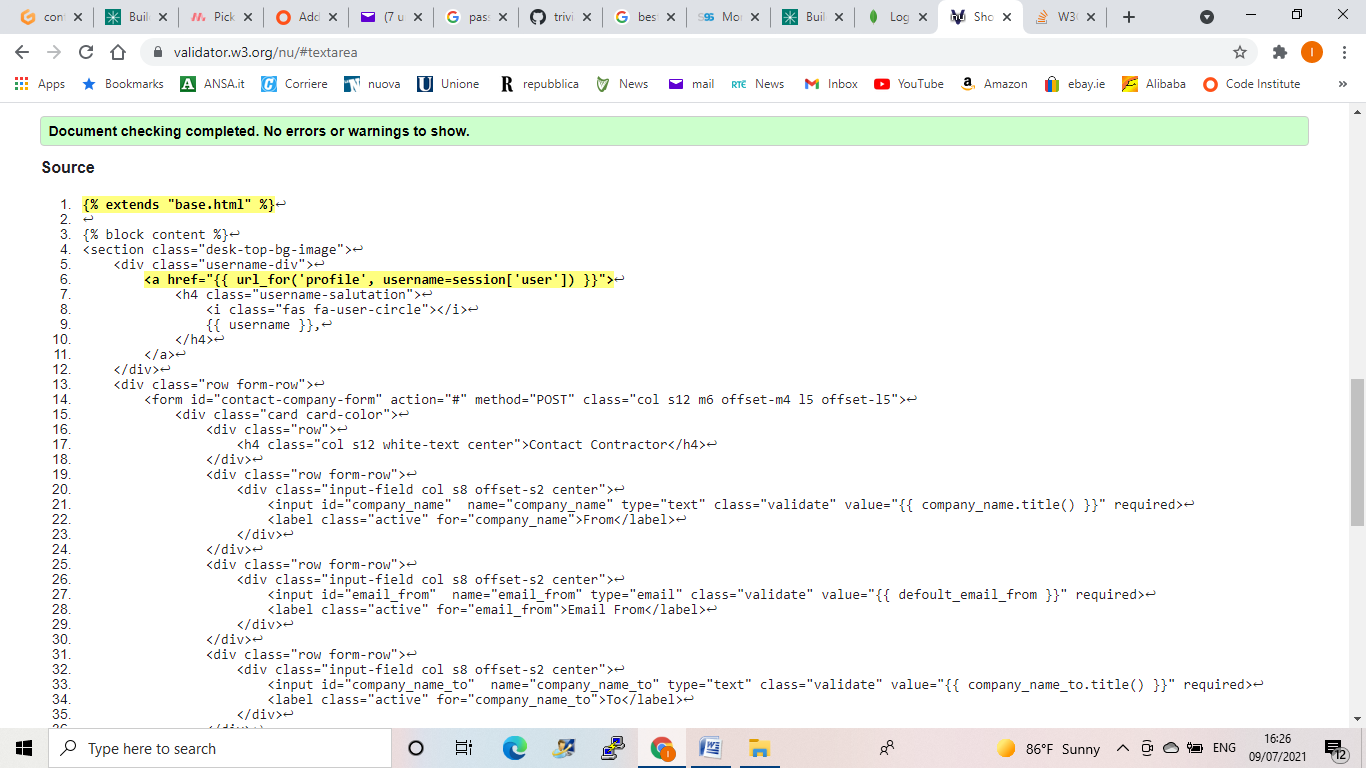 con
Buil
Pick
Add
(7 u
pas
trivi
bes
Mo
Buil
Log
Sho
W3
validator.w3.org/nu/#textarea
Apps Bookmarks ANSA.it Corriere nuova Unione repubblica News mail RTE News Inbox YouTube Amazon ebay.ie Alibaba Code Institute »
Document checking completed. No errors or warnings to show.
Source
1. {% extends "base.html" %}↩
2. ↩
3. {% block content %}↩
4. <section class="desk-top-bg-image">↩
5. <div class="username-div">↩
6. <a href="{{ url_for('profile', username=session['user']) }}">↩
7. <h4 class="username-salutation">↩
8. <i class="fas fa-user-circle"></i>↩
9. {{ username }},↩
10. </h4>↩
11. </a>↩
12. </div>↩
13. <div class="row form-row">↩
14. <form id="contact-company-form" action="#" method="POST" class="col s12 m6 offset-m4 l5 offset-l5">↩
15. <div class="card card-color">↩
16. <div class="row">↩
17. <h4 class="col s12 white-text center">Contact Contractor</h4>↩
18. </div>↩
19. <div class="row form-row">↩
20. <div class="input-field col s8 offset-s2 center">↩
21. <input id="company_name"  name="company_name" type="text" class="validate" value="{{ company_name.title() }}" required>↩
22. <label class="active" for="company_name">From</label>↩
23. </div>↩
24. </div>↩
25. <div class="row form-row">↩
26. <div class="input-field col s8 offset-s2 center">↩
27. <input id="email_from"  name="email_from" type="email" class="validate" value="{{ defoult_email_from }}" required>↩
28. <label class="active" for="email_from">Email From</label>↩
29. </div>↩
30. </div>↩
31. <div class="row form-row">↩
32. <div class="input-field col s8 offset-s2 center">↩
33. <input id="company_name_to"  name="company_name_to" type="text" class="validate" value="{{ company_name_to.title() }}" required>↩
34. <label class="active" for="company_name_to">To</label>↩
35. </div>↩
Type here to search
86°F Sunny
ENG
16:26
09/07/2021
12